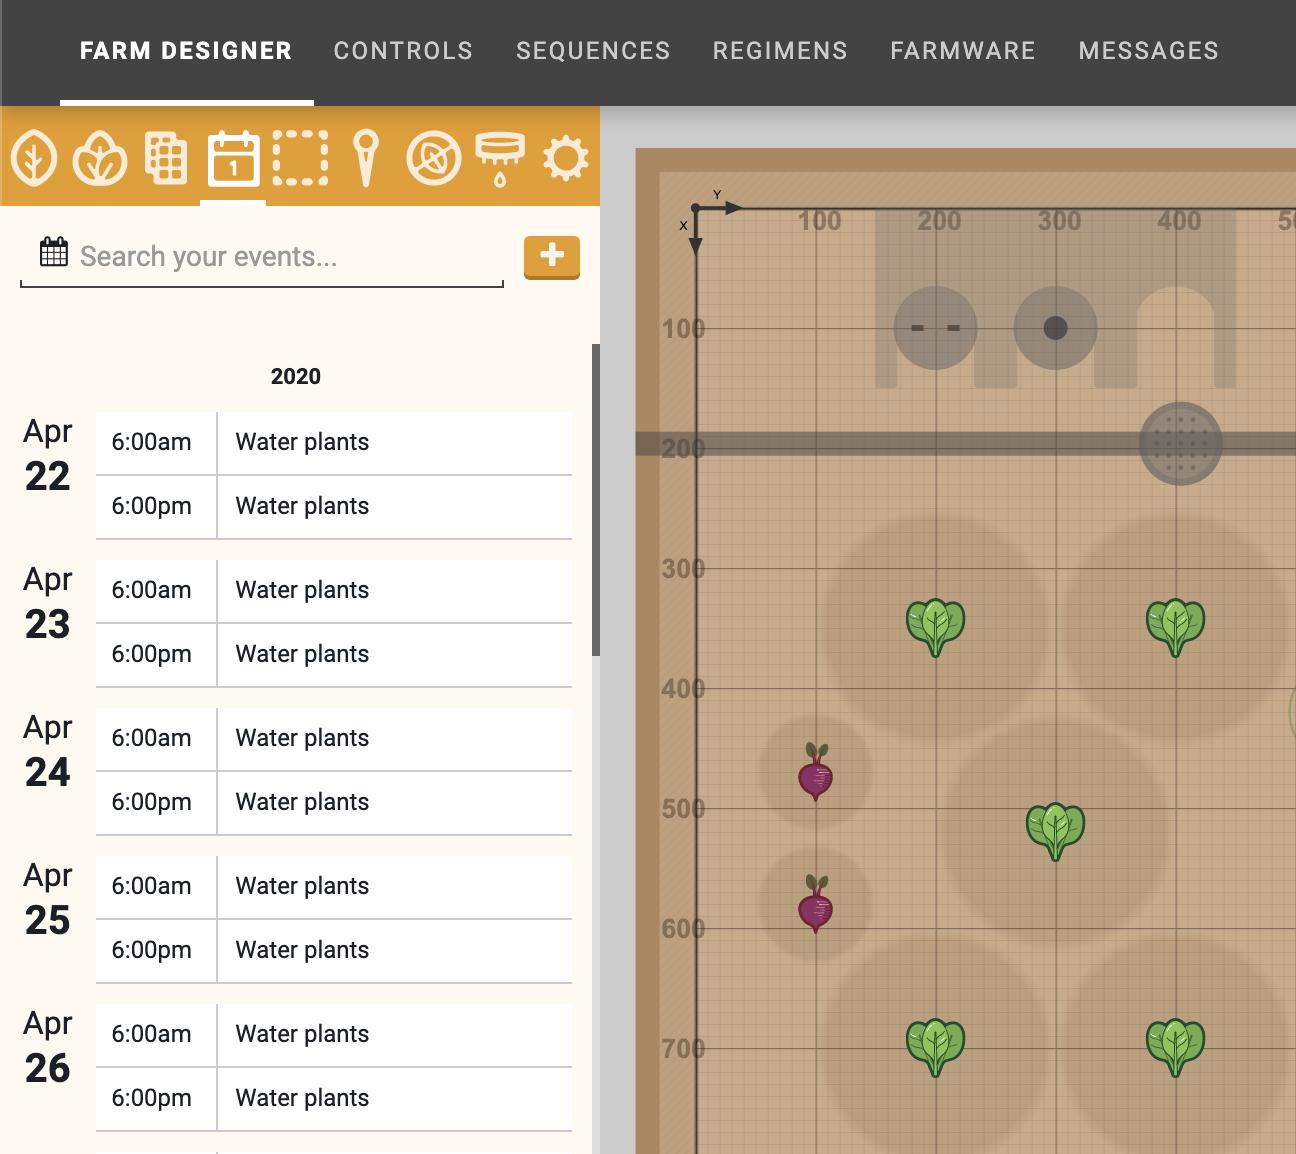 FARM DESIGNER CONTROLS SEQUENCES REGIMENS FARMWARE MESSAGES
1
Search your events...
2020
Apr
22
6:00am Water plants
6:00pm Water plants
Apr
23
6:00am Water plants
6:00pm Water plants
Apr
24
6:00am Water plants
6:00pm Water plants
Apr
25
6:00am Water plants
6:00pm Water plants
Apr
26
6:00am Water plants
6:00pm Water plants
Y
X
100 200 300 400
100
200
300
400
500
600
700